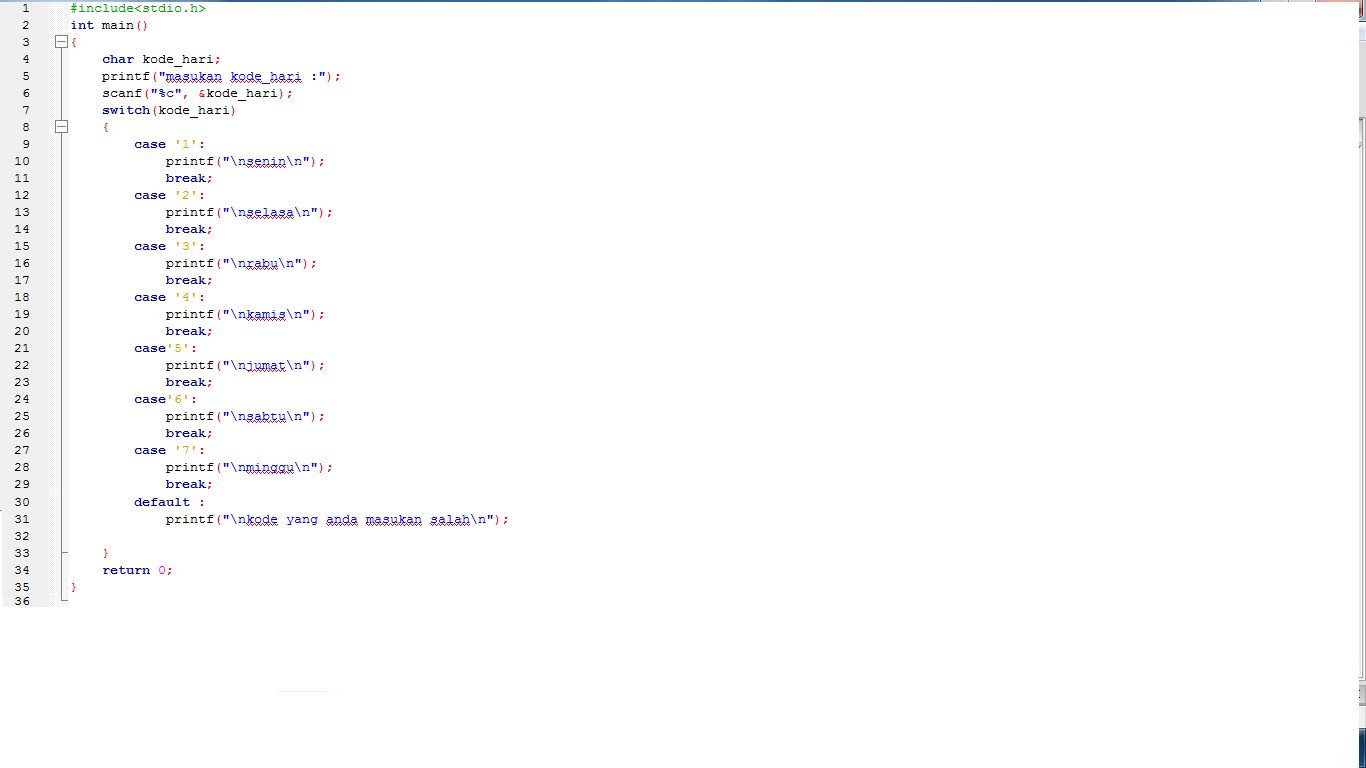 1 #include<stdio.h>
2 int main()
3 {
4 char kode_hari;
5 printf("masukan kode_hari :");
6 scanf("%c", &kode_hari);
7 switch(kode_hari)
8 {
9 case '1':
10 printf("\nsenin\n");
11 break;
12 case '2':
13 printf("\nselasa\n");
14 break;
15 case '3':
16 printf("\nrabu\n");
17 break;
18 case '4':
19 printf("\nkamis\n");
20 break;
21 case'5':
22 printf("\njumat\n");
23 break;
24 case'6':
25 printf("\nsabtu\n");
26 break;
27 case '7':
28 printf("\nminggu\n");
29 break;
30 default :
31 printf("\nkode yang anda masukan salah\n");
32
33 }
34 return 0;
35 }
36